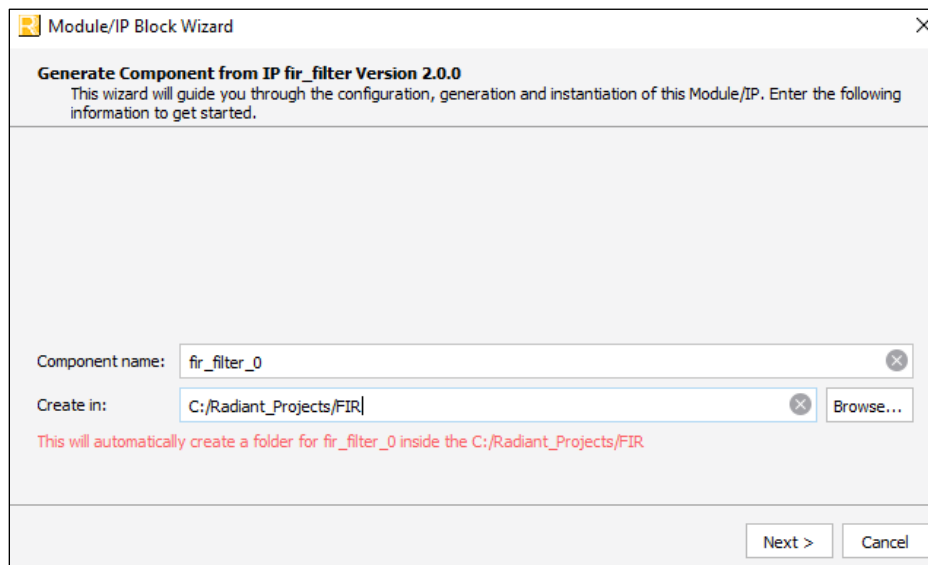 Module/IP Block Wizard
Generate Component from IP fir_filter Version 2.0.0
This wizard will guide you through the configuration, generation and instantiation of this Module/IP. Enter the following
information to get started.
Component name: fir_filter_0
Create in: C:/Radiant_Projects/FIR Browse...
This will automatically create a folder for fir_filter_0 inside the C:/Radiant_Projects/FIR
Next > Cancel